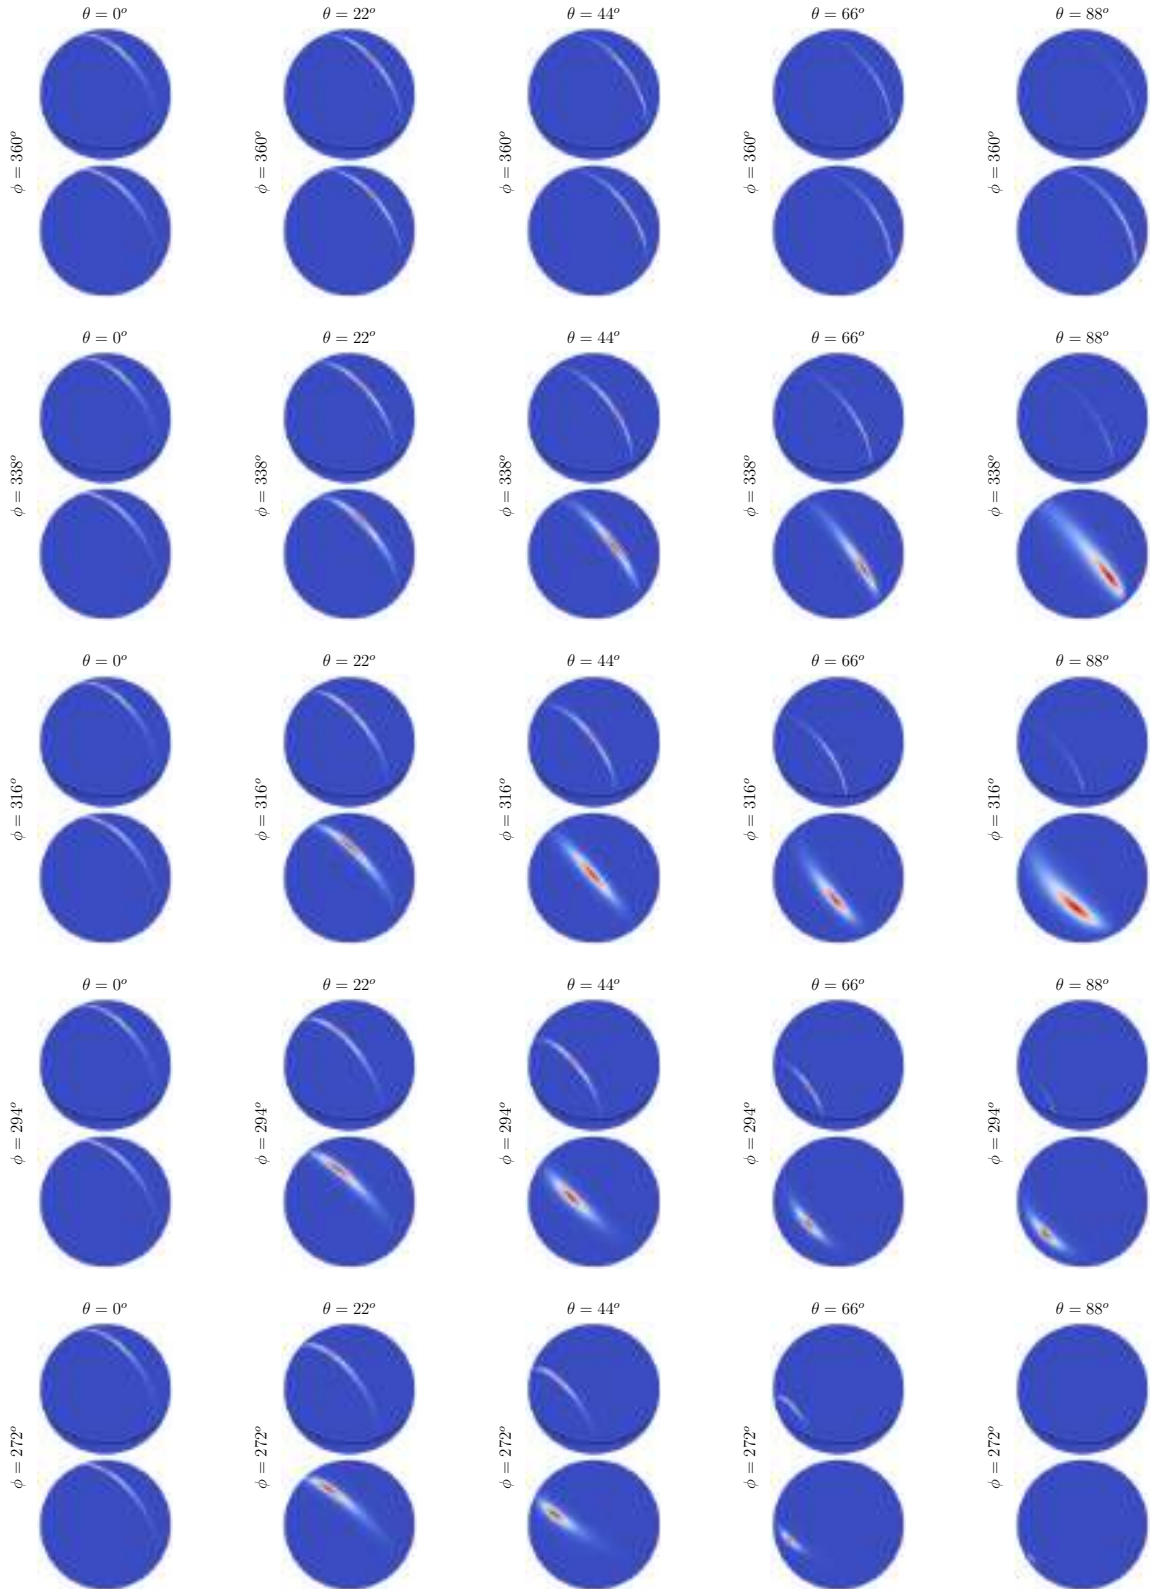 θ = 0° θ = 22° θ = 44° θ = 66° θ = 88°
ϕ = 360° ϕ = 360° ϕ = 360° ϕ = 360° ϕ = 360°
θ = 0° θ = 22° θ = 44° θ = 66° θ = 88°
ϕ = 338° ϕ = 338° ϕ = 338° ϕ = 338° ϕ = 338°
θ = 0° θ = 22° θ = 44° θ = 66° θ = 88°
ϕ = 316° ϕ = 316° ϕ = 316° ϕ = 316° ϕ = 316°
θ = 0° θ = 22° θ = 44° θ = 66° θ = 88°
ϕ = 294° ϕ = 294° ϕ = 294° ϕ = 294° ϕ = 294°
θ = 0° θ = 22° θ = 44° θ = 66° θ = 88°
ϕ = 272° ϕ = 272° ϕ = 272° ϕ = 272° ϕ = 272°